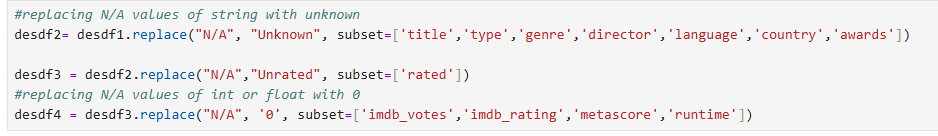 #replacing N/A values of string with unknown
desdf2= desdf1.replace("N/A", "Unknown", subset=['title','type','genre','director','language','country','awards'])
desdf3 = desdf2.replace("N/A","Unrated", subset=['rated'])
#replacing N/A values of int or float with 0
desdf4 = desdf3.replace("N/A", '0', subset=['imdb_votes','imdb_rating','metascore','runtime'])